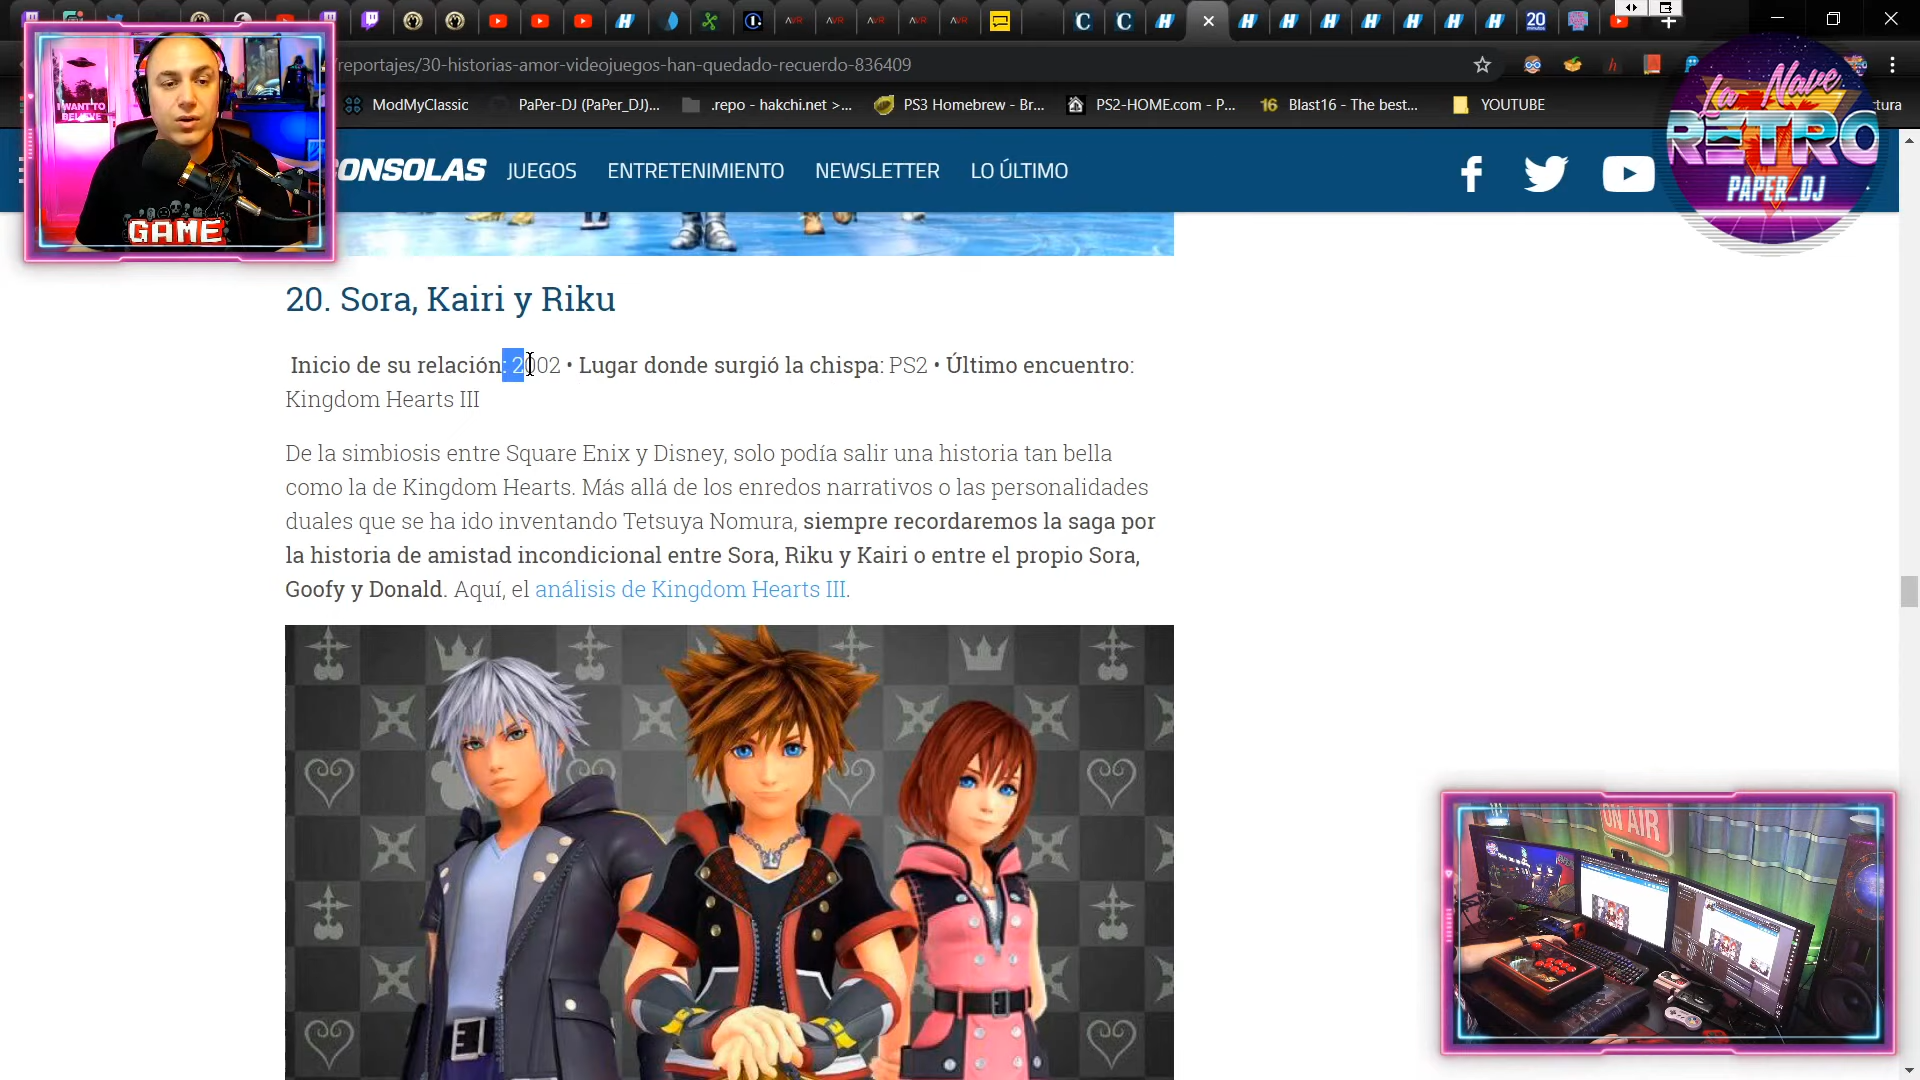 /reportajes/30-historias-amor-videojuegos-han-quedado-recuerdo-836409
ModMyClassic
PaPer-DJ (PaPer_DJ)...
.repo - hakchi.net >...
PS3 Homebrew - Br...
PS2-HOME.com - P...
16 Blast16 - The best...
YOUTUBE
ctura
I WANT TO
BELIEVE
GAME
La Nave
RETRO
PAPER_DJ
ONSOLAS
JUEGOS
ENTRETENIMIENTO
NEWSLETTER
LO ÚLTIMO
20. Sora, Kairi y Riku
Inicio de su relación: 2002 • Lugar donde surgió la chispa: PS2 • Último encuentro:
Kingdom Hearts III
De la simbiosis entre Square Enix y Disney, solo podía salir una historia tan bella
como la de Kingdom Hearts. Más allá de los enredos narrativos o las personalidades
duales que se ha ido inventando Tetsuya Nomura, siempre recordaremos la saga por
la historia de amistad incondicional entre Sora, Riku y Kairi o entre el propio Sora,
Goofy y Donald. Aquí, el análisis de Kingdom Hearts III.
ON AIR